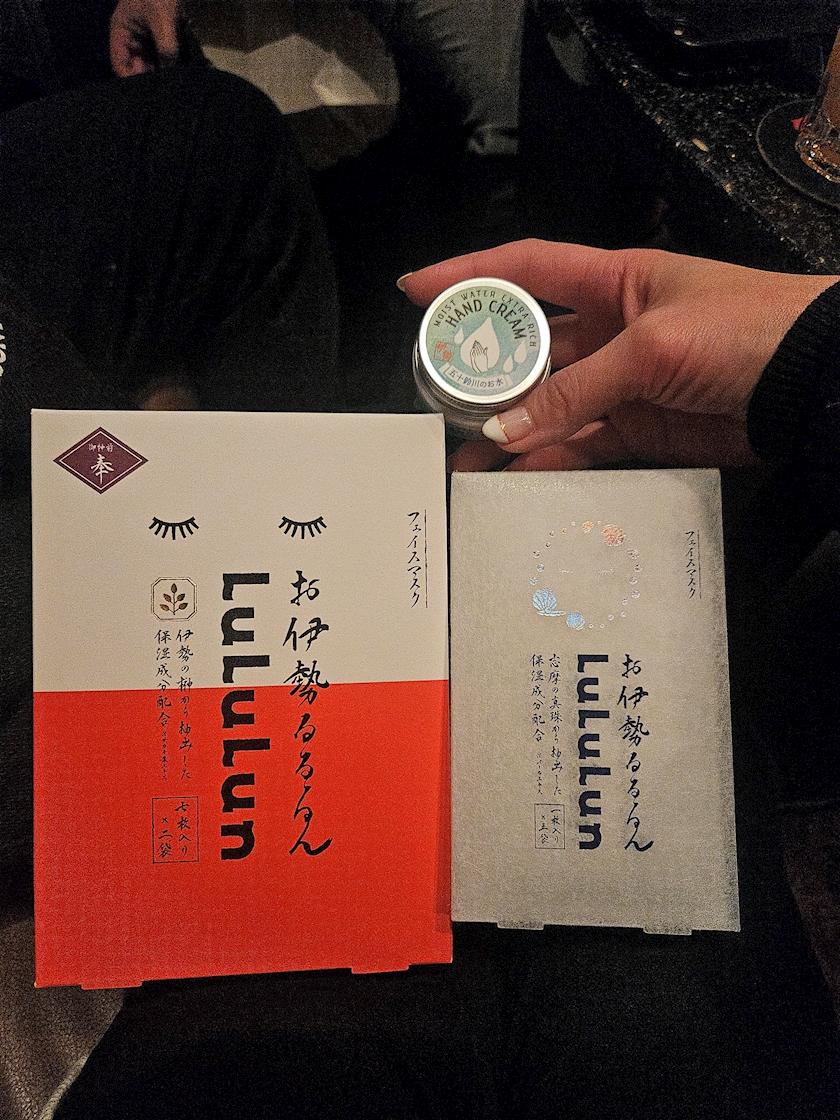 MOIST WATER EXTRA RICH
HAND CREAM
伊勢
五十鈴川のお水
御神前
奉
フェイスマスク
お伊勢るるるん
LuLuLun
伊勢の榊から抽出した
保湿成分配合
七枚入り
×二袋
フェイスマスク
お伊勢るるるん
LuLuLun
志摩の真珠から抽出した
保湿成分配合
一枚入り
×五袋